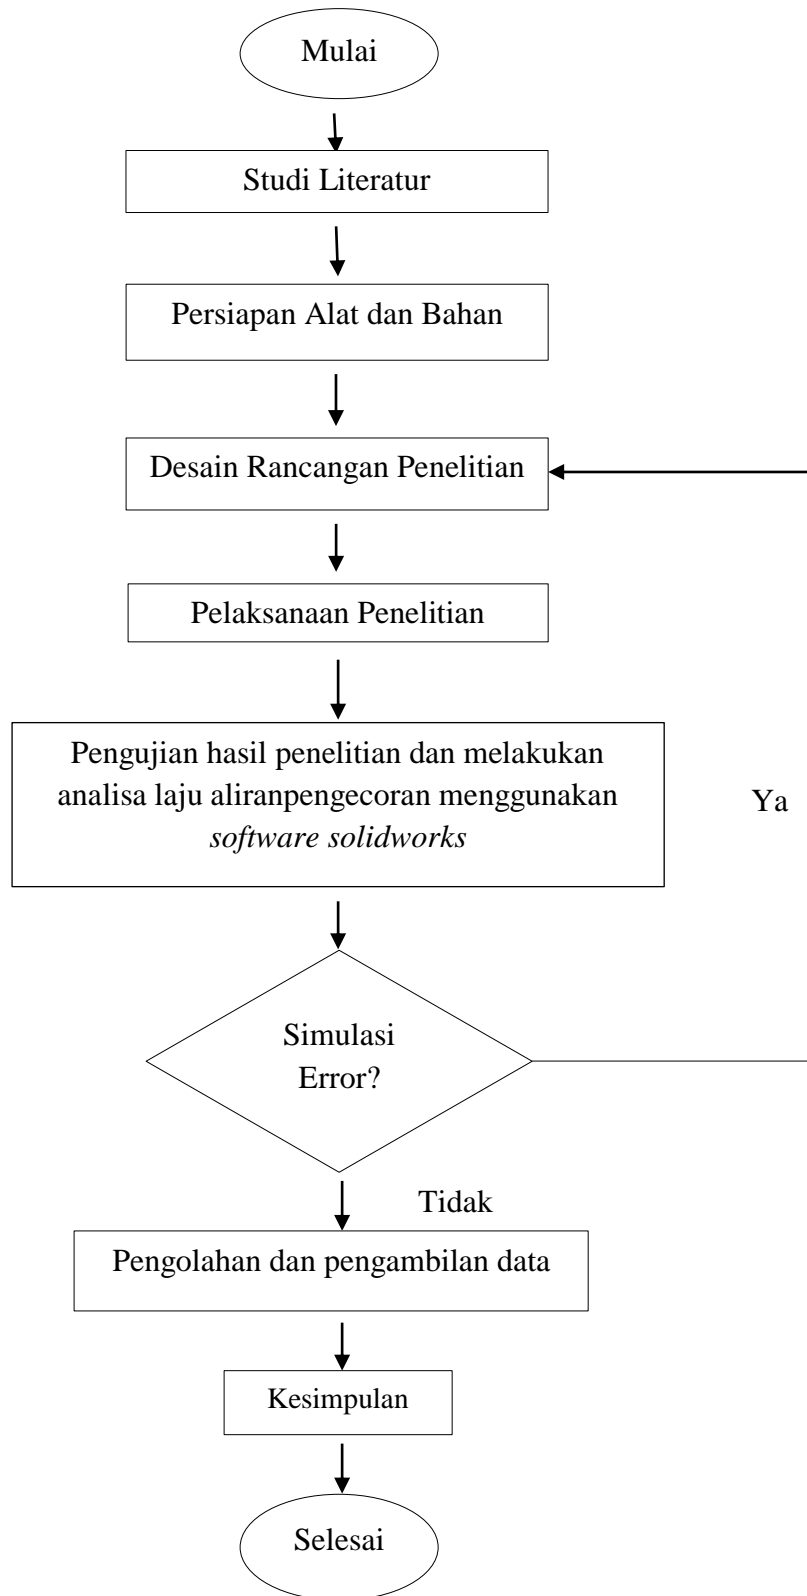 Mulai
Studi Literatur
Persiapan Alat dan Bahan
Desain Rancangan Penelitian
Pelaksanaan Penelitian
Pengujian hasil penelitian dan melakukan
analisa laju aliranpengecoran menggunakan
software solidworks
Ya
Simulasi
Error?
Tidak
Pengolahan dan pengambilan data
Kesimpulan
Selesai